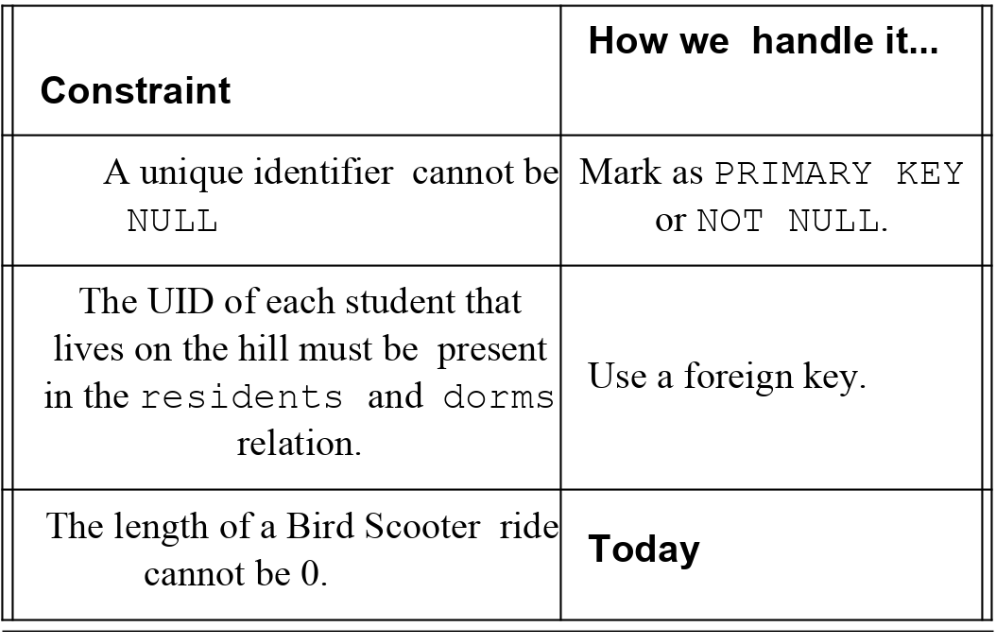 Constraint
How we handle it...
A unique identifier cannot be
NULL
Mark as PRIMARY KEY
or NOT NULL.
The UID of each student that
lives on the hill must be present
in the residents and dorms
relation.
Use a foreign key.
The length of a Bird Scooter ride
cannot be 0.
Today